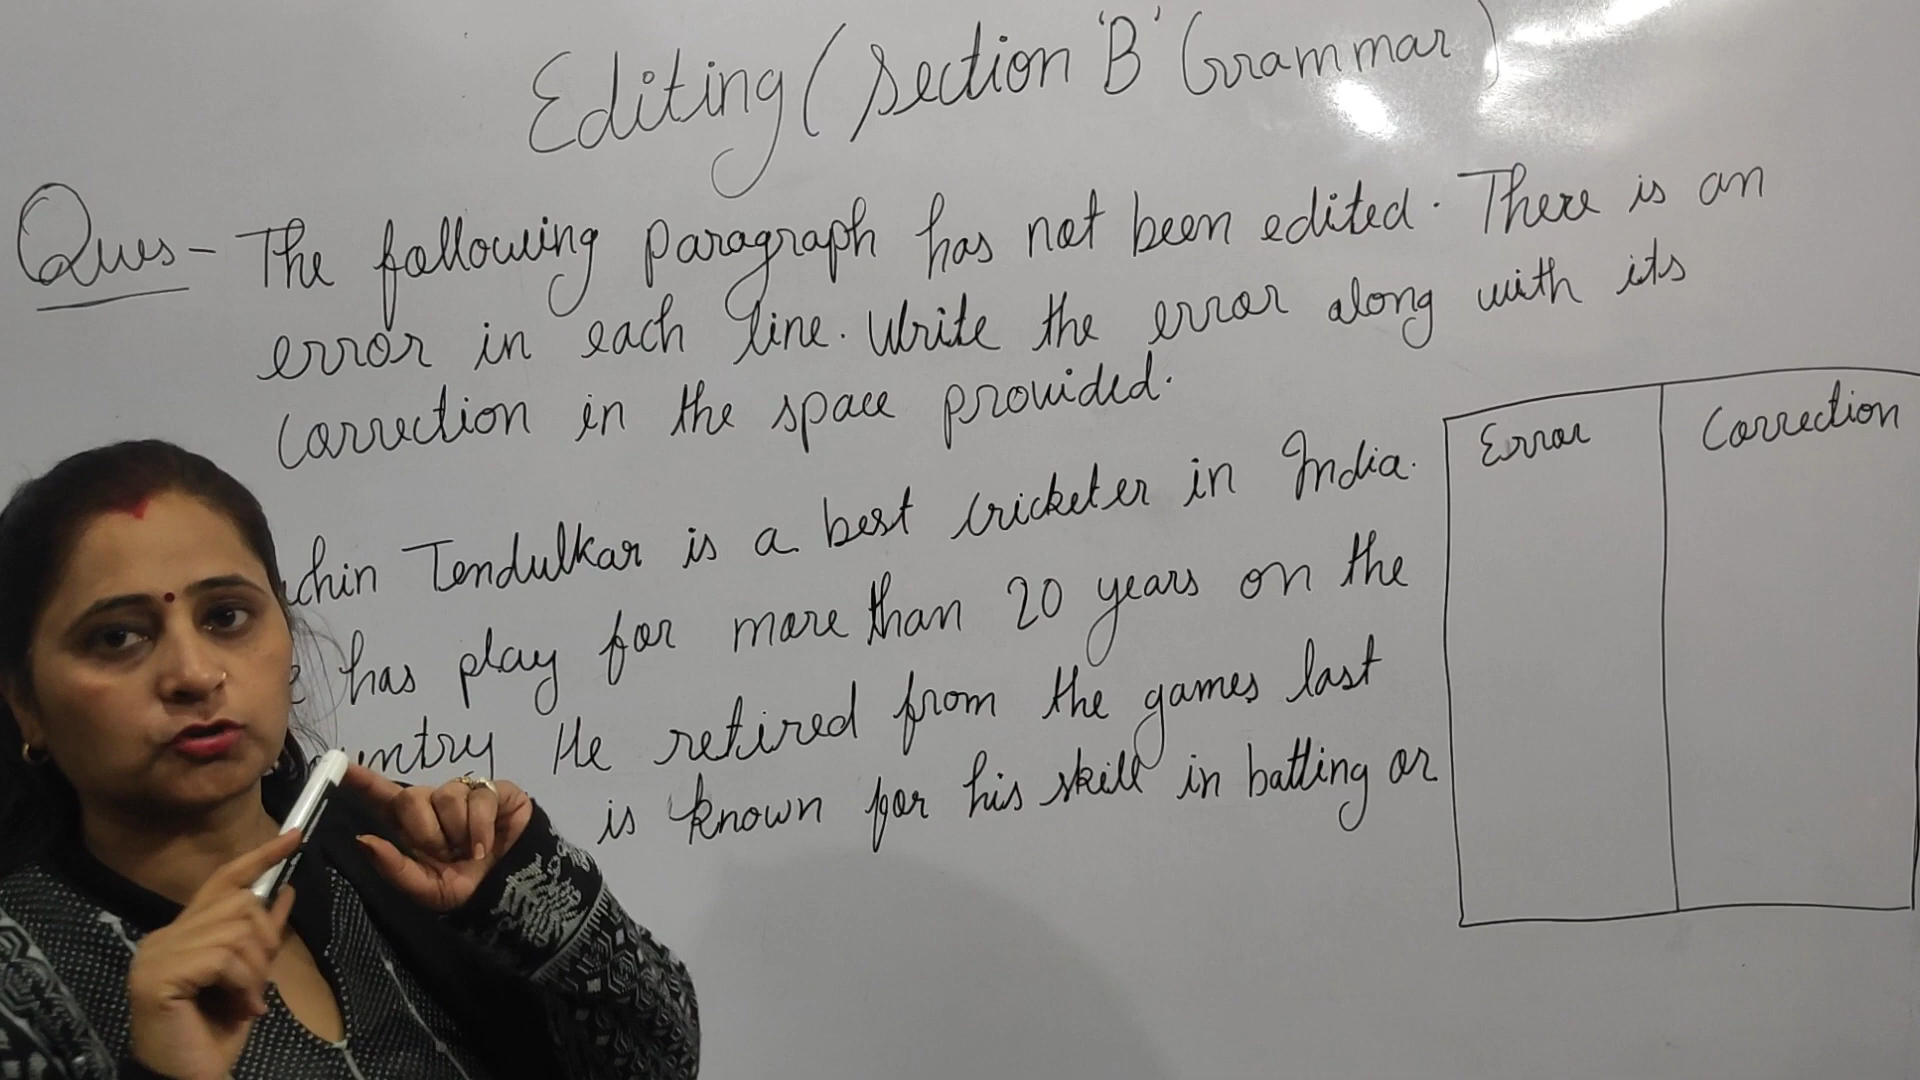 Editing (Section 'B' Grammar)
Ques - The following paragraph has not been edited. There is an
error in each line. Write the error along with its
correction in the space provided.
Error Correction
Tendulkar is a best cricketer in India.
has play for more than 20 years on the
He retired from the games last
is known for his skill in batting or